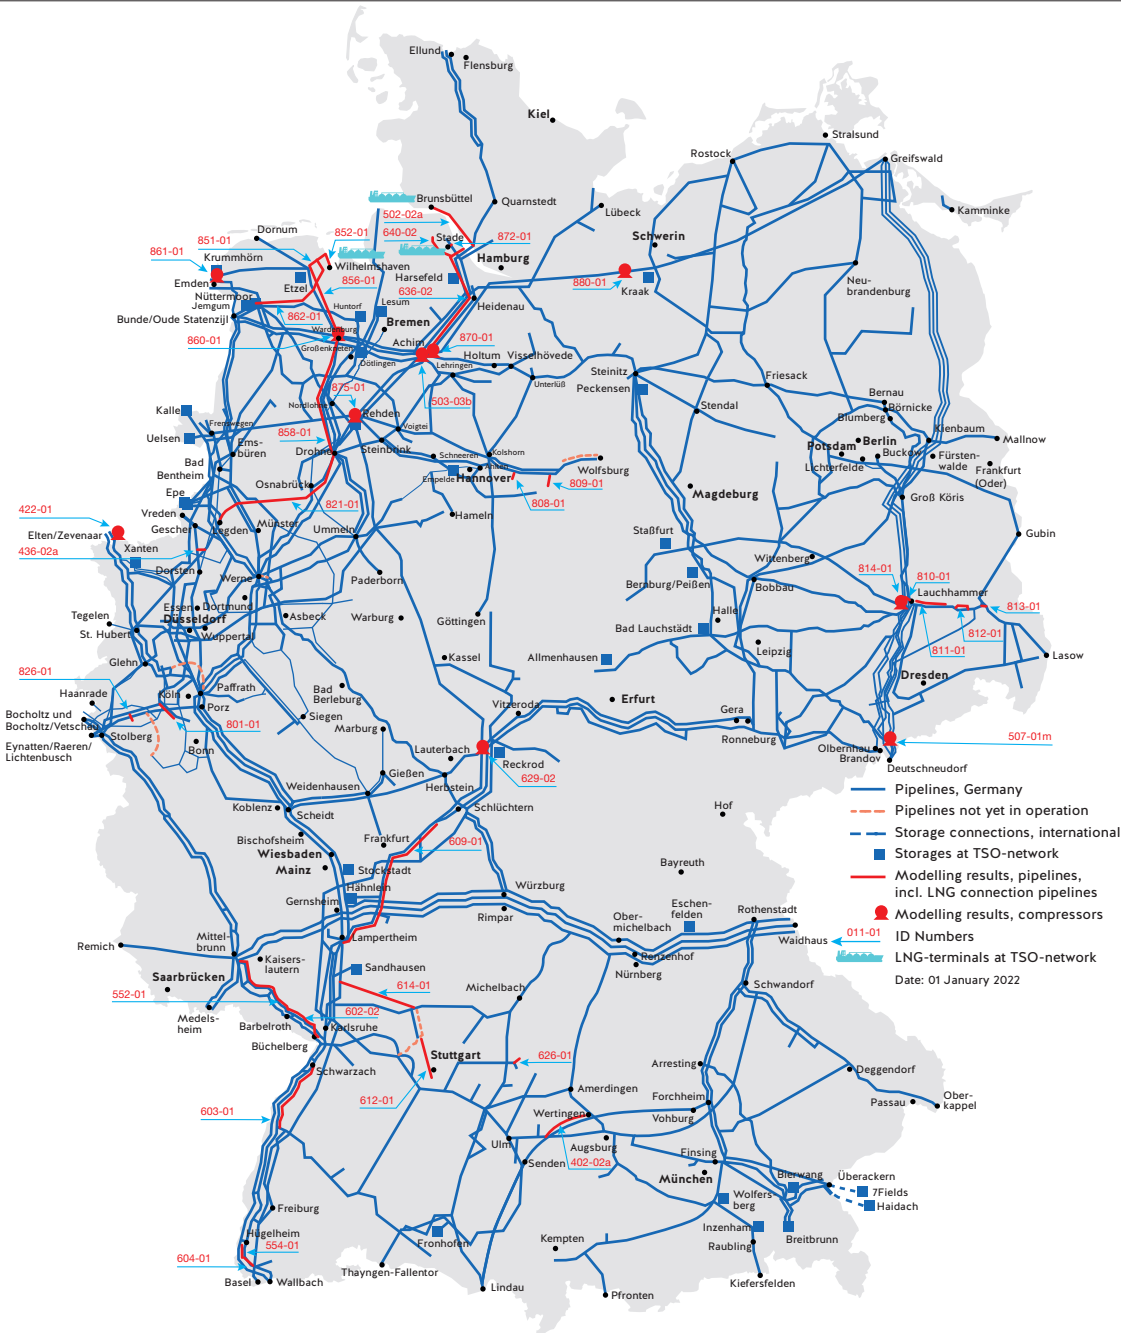 Ellund
Flensburg
Kiel
Stralsund
Rostock
Greifswald
Brunsbüttel
Quarnstedt
Lübeck
Kamminke
502-02a
640-02
Stade
872-01
Schwerin
Dornum
852-01
851-01
861-01
Krummhörn
Wilhelmshaven
Hamburg
Emden
Etzel
856-01
Harsefeld
880-01
Kraak
Neu-
brandenburg
Nüttermoor
Jemgum
636-02
Heidenau
Huntorf
Lesum
Bunde/Oude Statenzijl
862-01
Bremen
Wardenburg
860-01
Großenkneten
Achim
870-01
Dötlingen
Lehringen
Holtum
Visselhövede
Unterlüß
Steinitz
Peckensen
Friesack
875-01
503-03b
Bernau
Börnicke
Blumberg
Kalle
Nordlohne
Rehden
Stendal
Frenswegen
Voigtei
Kienbaum
Mallnow
Uelsen
858-01
Ems-
büren
Drohne
Steinbrink
Schneeren
Kolshorn
Potsdam
Berlin
Buckow
Lichterfelde
Fürsten-
walde
Frankfurt
(Oder)
Bad
Bentheim
Ahlten
Empelde
Hannover
Wolfsburg
Osnabrück
809-01
808-01
Magdeburg
Groß Köris
Epe
821-01
Vreden
422-01
Gescher
Legden
Münster
Ummeln
Hameln
Elten/Zevenaar
Staßfurt
Gubin
436-02a
Xanten
Wittenberg
Dorsten
Werne
Paderborn
Bernburg/Peißen
Bobbau
814-01
810-01
Lauchhammer
813-01
Essen
Dortmund
Tegelen
Düsseldorf
Asbeck
Warburg
Göttingen
Halle
Bad Lauchstädt
812-01
811-01
St. Hubert
Wuppertal
Leipzig
Lasow
Glehn
Kassel
Allmenhausen
826-01
Dresden
Haanrade
Köln
Paffrath
Bad
Berleburg
Erfurt
Porz
Vitzeroda
Bocholtz und
Bocholtz/Vetschau
Siegen
Gera
801-01
Marburg
Ronneburg
Stolberg
507-01m
Eynatten/Raeren/
Lichtenbusch
Bonn
Lauterbach
Olbernhau
Brandov
Reckrod
Deutschneudorf
Gießen
629-02
Herbstein
Weidenhausen
Pipelines, Germany
Koblenz
Scheidt
Schlüchtern
Hof
Pipelines not yet in operation
Bischofsheim
Frankfurt
609-01
Storage connections, international
Wiesbaden
Storages at TSO-network
Mainz
Stockstadt
Bayreuth
Modelling results, pipelines,
incl. LNG connection pipelines
Hähnlein
Würzburg
Gernsheim
Eschen-
felden
Rimpar
Ober-
michelbach
Rothenstadt
Modelling results, compressors
Mittel-
brunn
Lampertheim
Waidhaus
011-01
ID Numbers
Remich
Kaisers-
lautern
Renzenhof
Nürnberg
LNG-terminals at TSO-network
Saarbrücken
Sandhausen
Date: 01 January 2022
614-01
Michelbach
Schwandorf
552-01
Medels-
heim
602-02
Barbelroth
Karlsruhe
Büchelberg
Stuttgart
626-01
Arresting
Deggendorf
Schwarzach
Amerdingen
612-01
Forchheim
Passau
Ober-
kappel
603-01
Wertingen
Vohburg
Ulm
Augsburg
402-02a
Finsing
Senden
München
Bierwang
Überackern
7Fields
Wolfers-
berg
Haidach
Freiburg
Inzenham
Breitbrunn
Hügelheim
554-01
Fronhofen
Kempten
Raubling
604-01
Thayngen-Fallentor
Basel
Wallbach
Lindau
Pfronten
Kiefersfelden